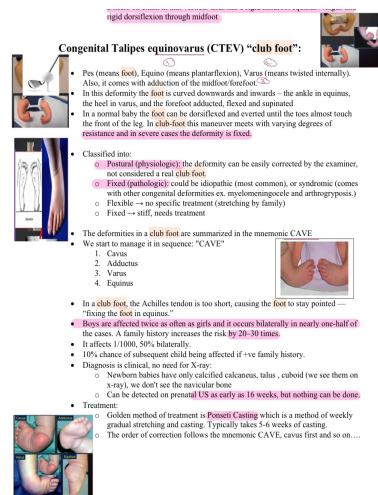 rigid dorsiflexion through midfoot
Congenital Talipes equinovarus (CTEV) “club foot”:
• Pes (means foot), Equino (means plantarflexion), Varus (means twisted internally).
Also, it comes with adduction of the midfoot/forefoot.
• In this deformity the foot is curved downwards and inwards – the ankle in equinus,
the heel in varus, and the forefoot adducted, flexed and supinated
• In a normal baby the foot can be dorsiflexed and everted until the toes almost touch
the front of the leg. In club-foot this maneuver meets with varying degrees of
resistance and in severe cases the deformity is fixed.
• Classified into:
o Postural (physiologic): the deformity can be easily corrected by the examiner,
not considered a real club foot.
o Fixed (pathologic): could be idiopathic (most common), or syndromic (comes
with other congenital deformities ex. myelomeningocele and arthrogryposis.)
o Flexible → no specific treatment (stretching by family)
o Fixed → stiff, needs treatment
• The deformities in a club foot are summarized in the mnemonic CAVE
• We start to manage it in sequence: "CAVE"
1. Cavus
2. Adductus
3. Varus
4. Equinus
• In a club foot, the Achilles tendon is too short, causing the foot to stay pointed —
“fixing the foot in equinus.”
• Boys are affected twice as often as girls and it occurs bilaterally in nearly one-half of
the cases. A family history increases the risk by 20–30 times.
• It affects 1/1000, 50% bilaterally.
• 10% chance of subsequent child being affected if +ve family history.
• Diagnosis is clinical, no need for X-ray:
o Newborn babies have only calcified calcaneus, talus , cuboid (we see them on
x-ray), we don't see the navicular bone
o Can be detected on prenatal US as early as 16 weeks, but nothing can be done.
• Treatment:
o Golden method of treatment is Ponseti Casting which is a method of weekly
gradual stretching and casting. Typically takes 5-6 weeks of casting.
o The order of correction follows the mnemonic CAVE, cavus first and so on….